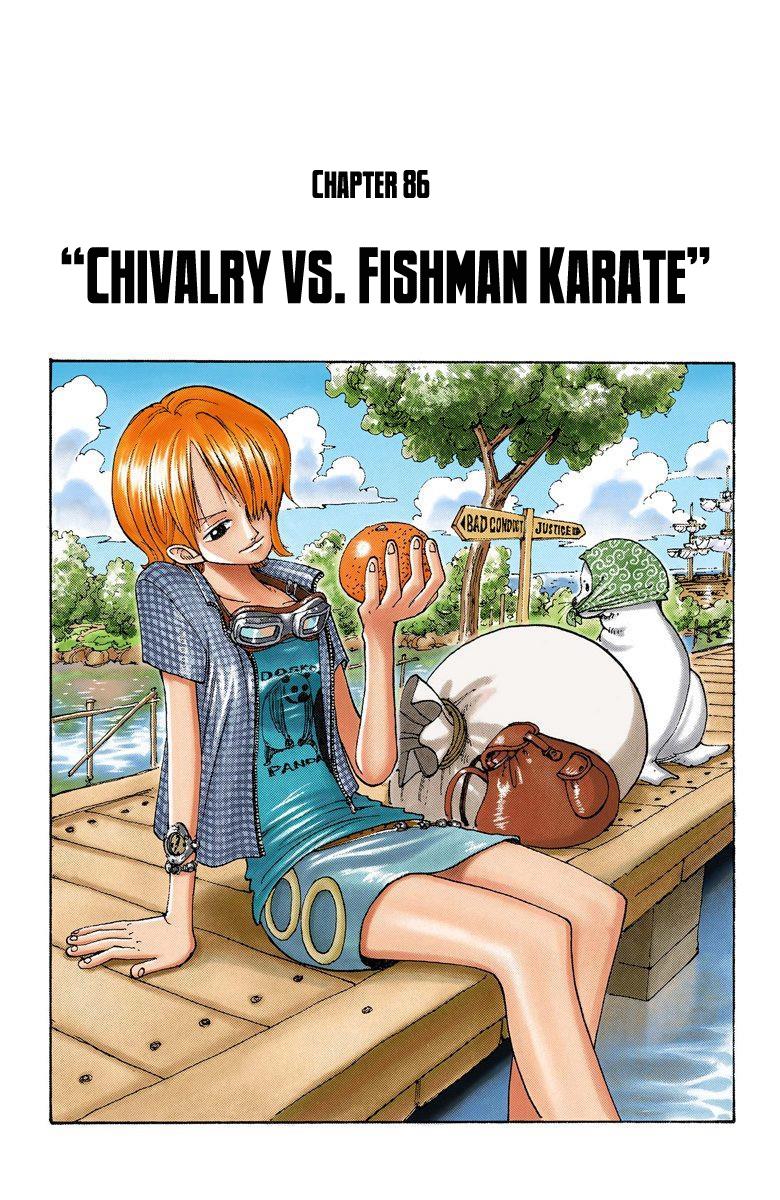 CHAPTER 86
“CHIVALRY VS. FISHMAN KARATE”
BAD CONDUCT
JUSTICE
PANDA